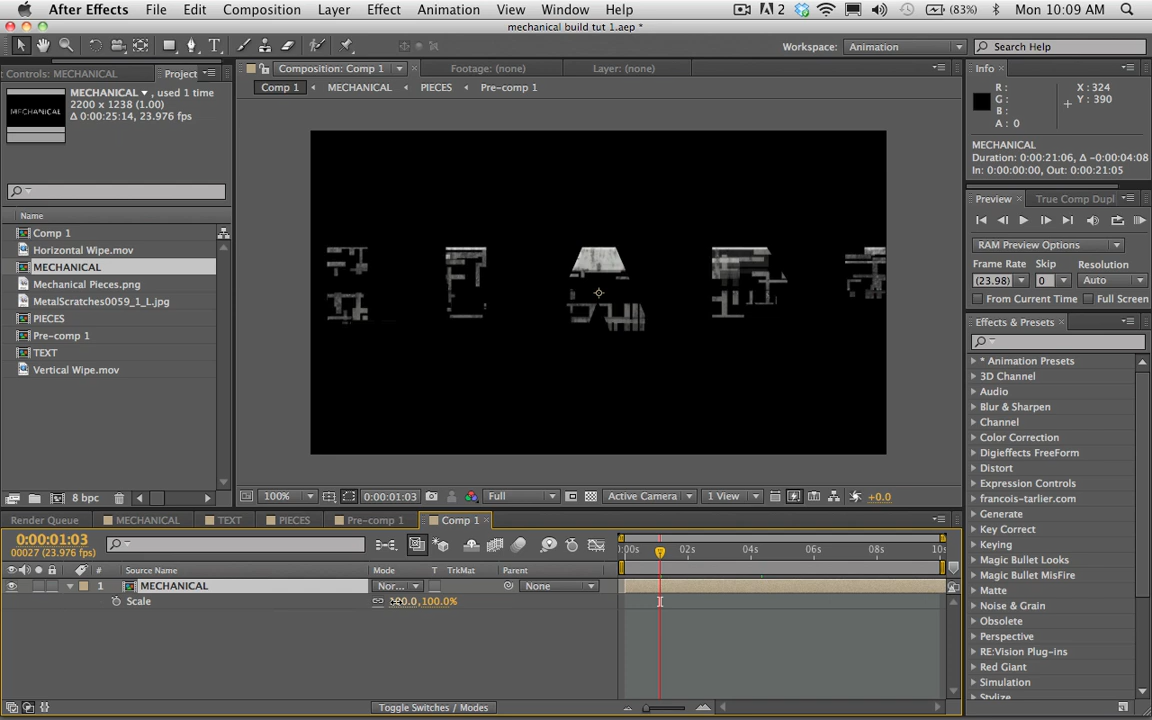 After Effects File Edit Composition Layer Effect Animation View Window Help 2 (83%) Mon 10:09 AM
mechanical build tut 1.aep *
Workspace: Animation Search Help
Controls: MECHANICAL Project
MECHANICAL , used 1 time
2200 x 1238 (1.00)
Δ 0:00:25:14, 23.976 fps
MECHANICAL
Name
Comp 1
Horizontal Wipe.mov
MECHANICAL
Mechanical Pieces.png
MetalScratches0059_1_L.jpg
PIECES
Pre-comp 1
TEXT
Vertical Wipe.mov
8 bpc
Composition: Comp 1 Footage: (none) Layer: (none)
Comp 1 MECHANICAL PIECES Pre-comp 1
100% 0:00:01:03 Full Active Camera 1 View +0.0
Info
R :
G :
B :
A : 0
X : 324
Y : 390
MECHANICAL
Duration: 0:00:21:06, Δ -0:00:04:08
In: 0:00:00:00, Out: 0:00:21:05
Preview True Comp Dupl
RAM Preview Options
Frame Rate Skip Resolution
(23.98) 0 Auto
From Current Time Full Screen
Effects & Presets
* Animation Presets
3D Channel
Audio
Blur & Sharpen
Channel
Color Correction
Digieffects FreeForm
Distort
Expression Controls
francois-tarlier.com
Generate
Key Correct
Keying
Magic Bullet Looks
Magic Bullet MisFire
Matte
Noise & Grain
Obsolete
Perspective
RE:Vision Plug-ins
Red Giant
Simulation
Stylize
Render Queue MECHANICAL TEXT PIECES Pre-comp 1 Comp 1
0:00:01:03
00027 (23.976 fps)
:00s 02s 04s 06s 08s 10s
# Source Name Mode T TrkMat Parent
1 MECHANICAL Nor... None
Scale 100.0%
Toggle Switches / Modes